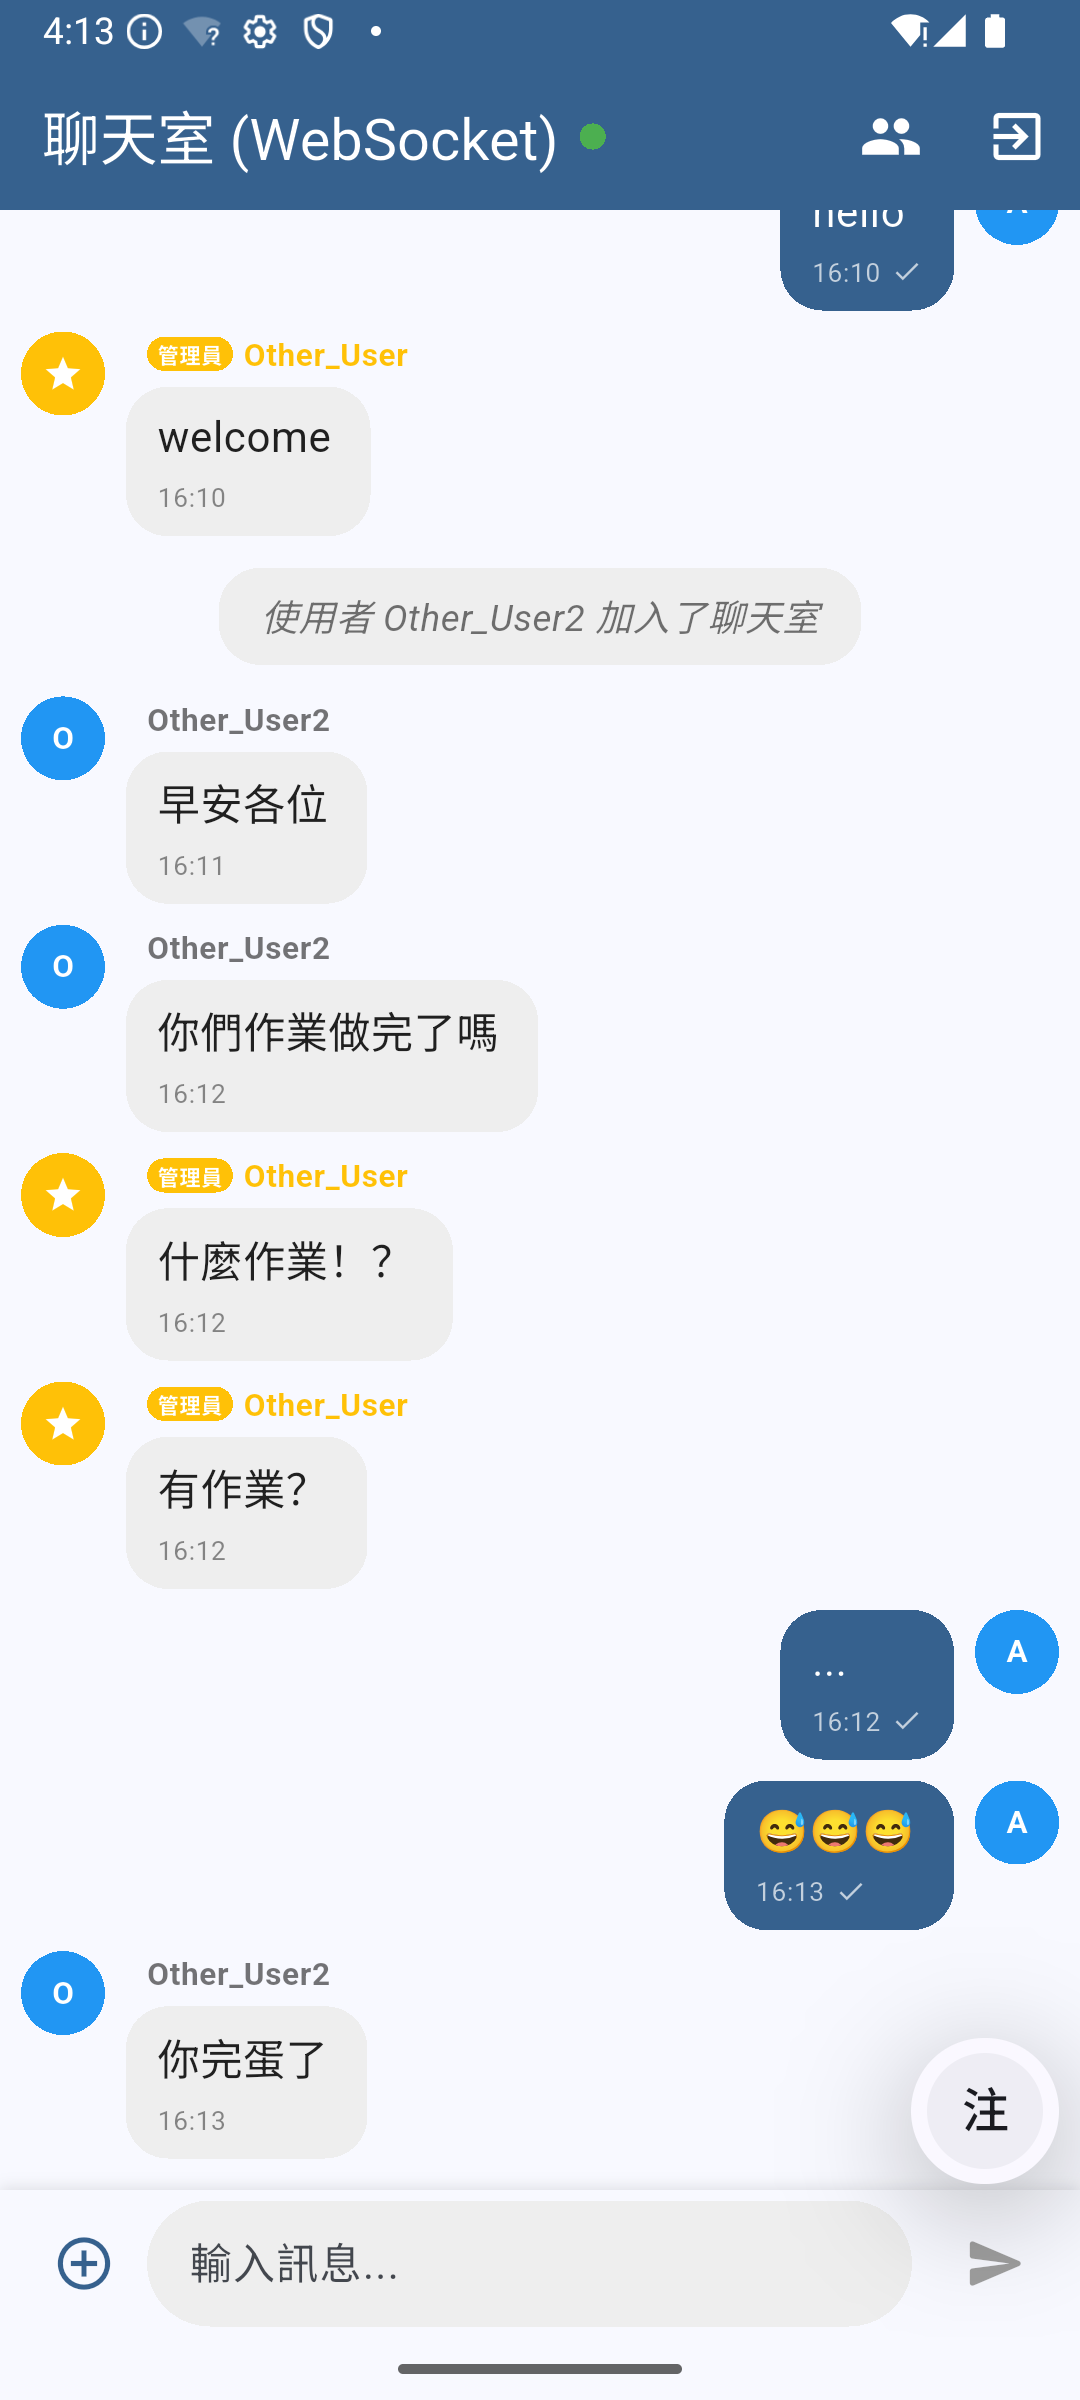 4:13
聊天室 (WebSocket)
hello
A
16:10
管理員 Other_User
welcome
16:10
使用者 Other_User2 加入了聊天室
Other_User2
O
早安各位
16:11
Other_User2
O
你們作業做完了嗎
16:12
管理員 Other_User
什麼作業！？
16:12
管理員 Other_User
有作業?
16:12
...
A
16:12
😅😅😅
A
16:13
Other_User2
O
你完蛋了
16:13
注
輸入訊息...